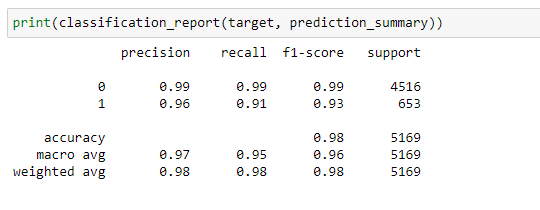 print(classification_report(target, prediction_summary))
precision recall f1-score support
0 0.99 0.99 0.99 4516
1 0.96 0.91 0.93 653
accuracy 0.98 5169
macro avg 0.97 0.95 0.96 5169
weighted avg 0.98 0.98 0.98 5169